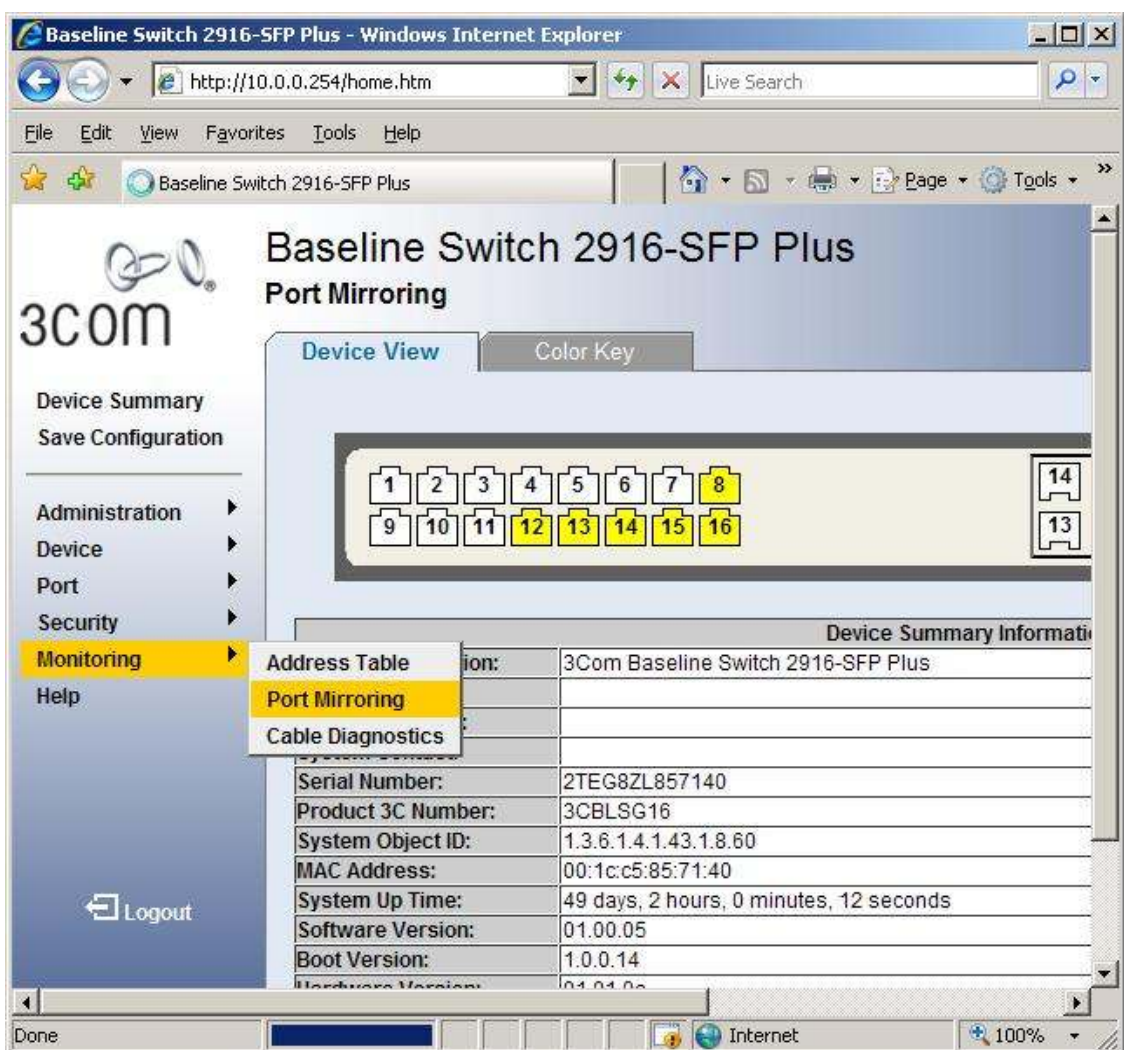 Baseline Switch 2916-SFP Plus - Windows Internet Explorer
http://10.0.0.254/home.htm
Live Search
File Edit View Favorites Tools Help
Baseline Switch 2916-SFP Plus
Page Tools »
3COM
Baseline Switch 2916-SFP Plus
Port Mirroring
Device View Color Key
Device Summary
Save Configuration
Administration
Device
Port
Security
Monitoring
Help
Logout
1 2 3 4 5 6 7 8
9 10 11 12 13 14 15 16
14
13
Address Table
Port Mirroring
Cable Diagnostics
Device Summary Informati
ion: 3Com Baseline Switch 2916-SFP Plus
Serial Number: 2TEG8ZL857140
Product 3C Number: 3CBLSG16
System Object ID: 1.3.6.1.4.1.43.1.8.60
MAC Address: 00:1c:c5:85:71:40
System Up Time: 49 days, 2 hours, 0 minutes, 12 seconds
Software Version: 01.00.05
Boot Version: 1.0.0.14
Done Internet 100%